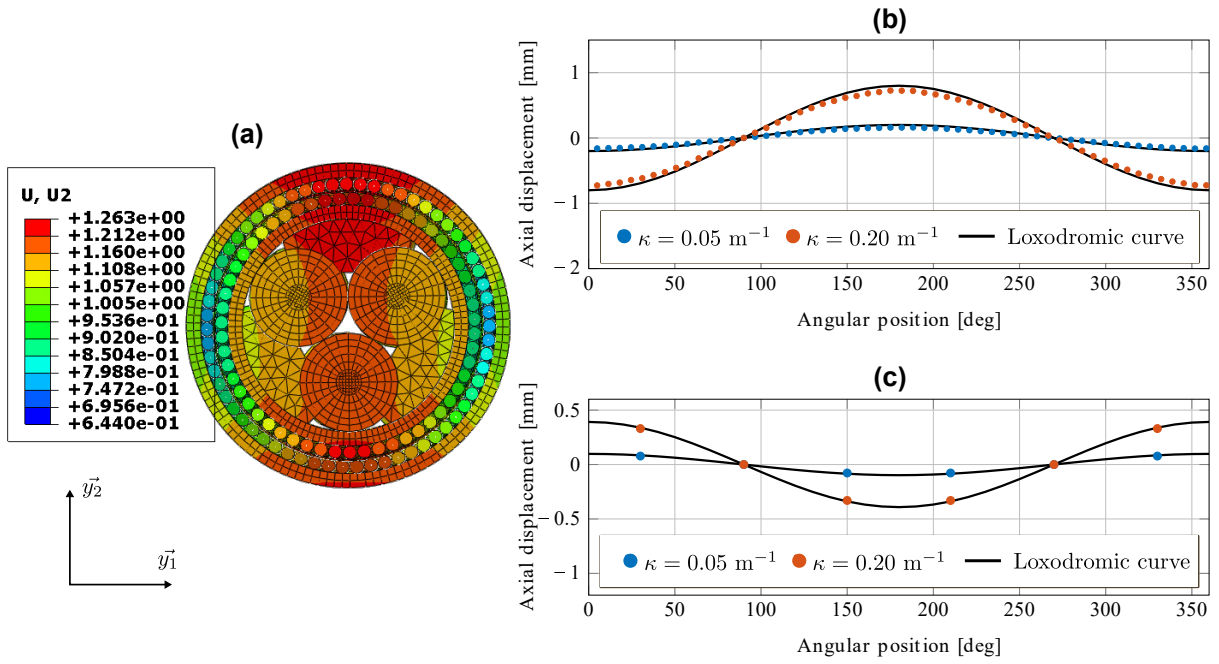 (a)
U, U2
+1.263e+00
+1.212e+00
+1.160e+00
+1.108e+00
+1.057e+00
+1.005e+00
+9.536e-01
+9.020e-01
+8.504e-01
+7.988e-01
+7.472e-01
+6.956e-01
+6.440e-01
y⃗2
y⃗1
(b)
Axial displacement [mm]
1
0
−1
−2
κ = 0.05 m⁻¹ κ = 0.20 m⁻¹ Loxodromic curve
0 50 100 150 200 250 300 350
Angular position [deg]
(c)
Axial displacement [mm]
0.5
0
−0.5
−1
κ = 0.05 m⁻¹ κ = 0.20 m⁻¹ Loxodromic curve
0 50 100 150 200 250 300 350
Angular position [deg]